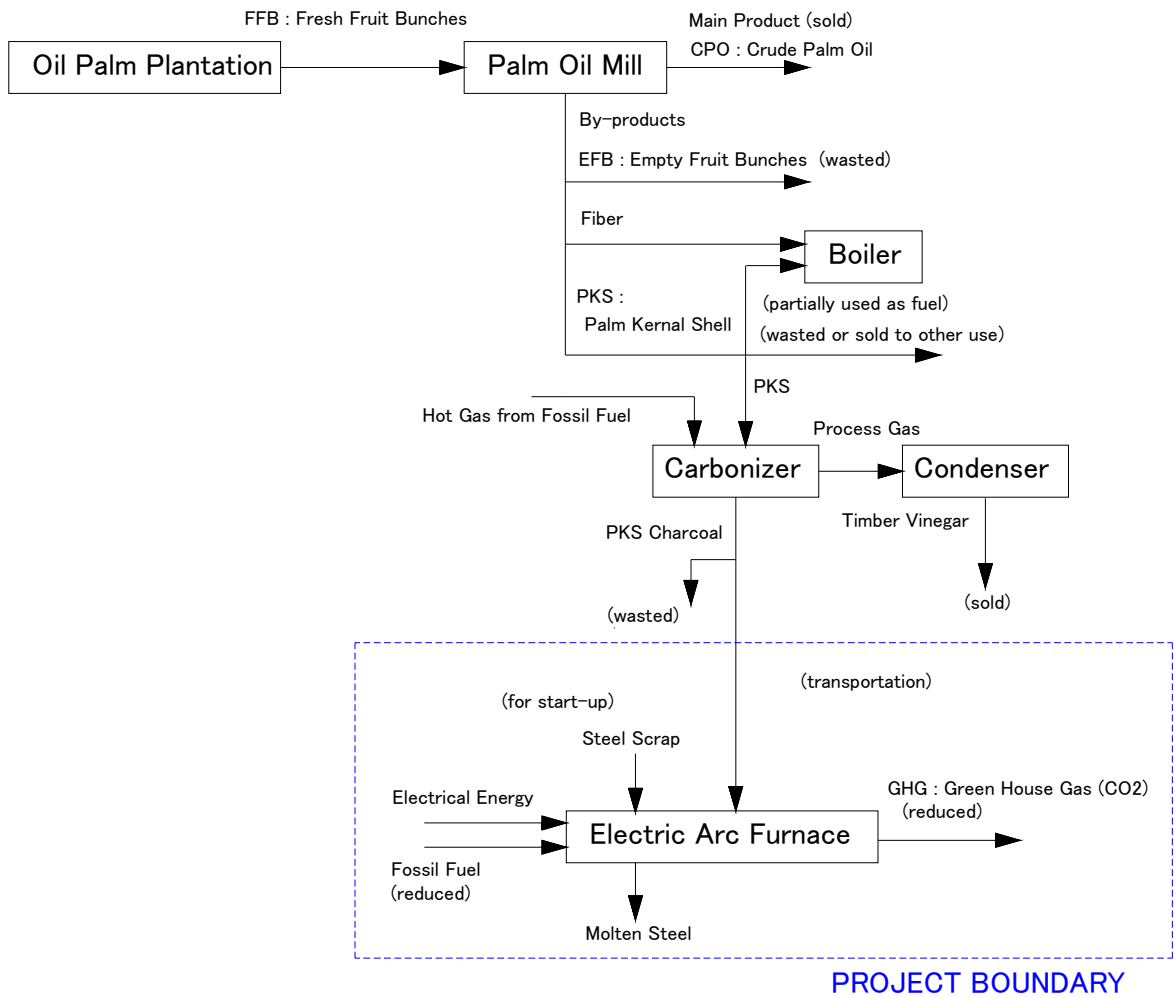 FFB : Fresh Fruit Bunches
Main Product (sold)
CPO : Crude Palm Oil
Oil Palm Plantation
Palm Oil Mill
By-products
EFB : Empty Fruit Bunches (wasted)
Fiber
Boiler
PKS :
Palm Kernal Shell
(partially used as fuel)
(wasted or sold to other use)
PKS
Hot Gas from Fossil Fuel
Process Gas
Carbonizer
Condenser
PKS Charcoal
Timber Vinegar
(wasted)
(sold)
(transportation)
(for start-up)
Steel Scrap
Electrical Energy
GHG : Green House Gas (CO2)
(reduced)
Electric Arc Furnace
Fossil Fuel
(reduced)
Molten Steel
PROJECT BOUNDARY